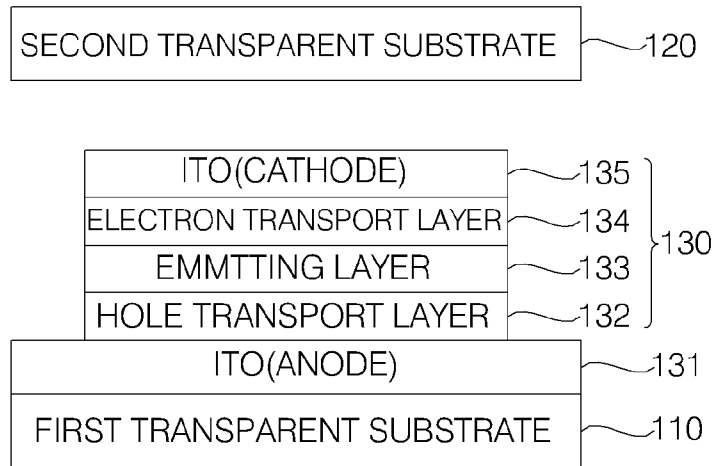 SECOND TRANSPARENT SUBSTRATE 120
ITO(CATHODE) 135
ELECTRON TRANSPORT LAYER 134
130
EMMTTING LAYER 133
HOLE TRANSPORT LAYER 132
ITO(ANODE) 131
FIRST TRANSPARENT SUBSTRATE 110